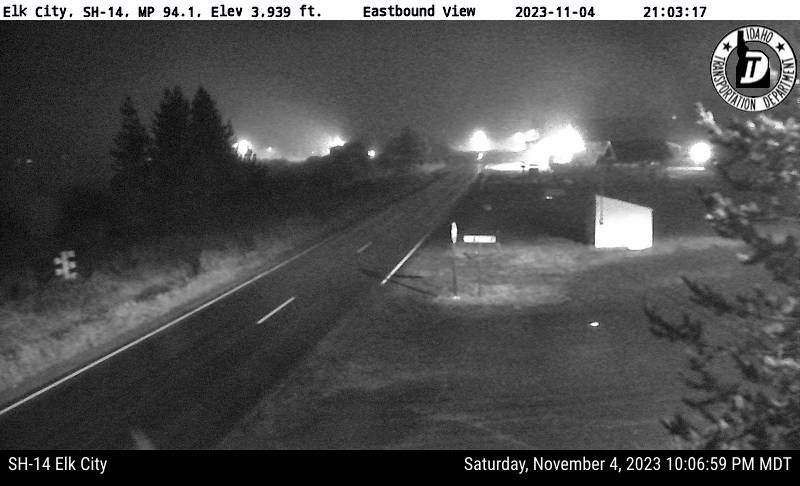 Elk City, SH-14, MP 94.1, Elev 3,939 ft. Eastbound View 2023-11-04 21:03:17
IDAHO
TRANSPORTATION DEPARTMENT
SH-14 Elk City Saturday, November 4, 2023 10:06:59 PM MDT